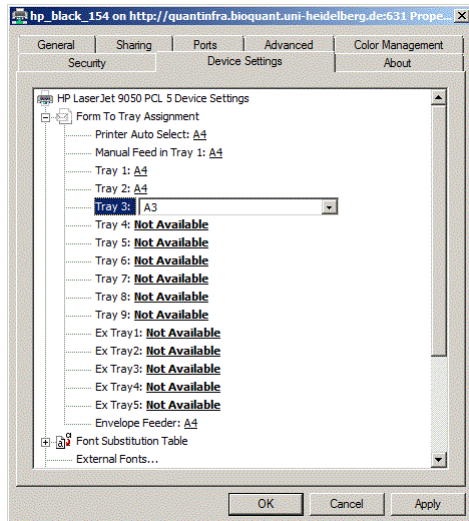 hp_black_154 on http://quantinfra.bioquant.uni-heidelberg.de:631 Prope...
General Sharing Ports Advanced Color Management
Security Device Settings About
HP LaserJet 9050 PCL 5 Device Settings
Form To Tray Assignment
Printer Auto Select: A4
Manual Feed in Tray 1: A4
Tray 1: A4
Tray 2: A4
Tray 3: A3
Tray 4: Not Available
Tray 5: Not Available
Tray 6: Not Available
Tray 7: Not Available
Tray 8: Not Available
Tray 9: Not Available
Ex Tray1: Not Available
Ex Tray2: Not Available
Ex Tray3: Not Available
Ex Tray4: Not Available
Ex Tray5: Not Available
Envelope Feeder: A4
Font Substitution Table
External Fonts...
OK Cancel Apply